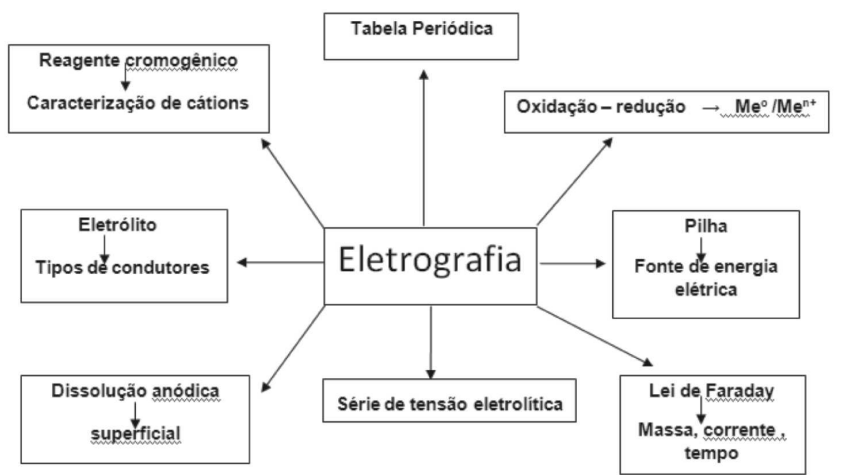 Tabela Periódica
Reagente cromogênico
Caracterização de cátions
Oxidação – redução → Meº /Meⁿ⁺
Eletrólito
Tipos de condutores
Eletrografia
Pilha
Fonte de energia
elétrica
Dissolução anódica
superficial
Série de tensão eletrolítica
Lei de Faraday
Massa, corrente ,
tempo